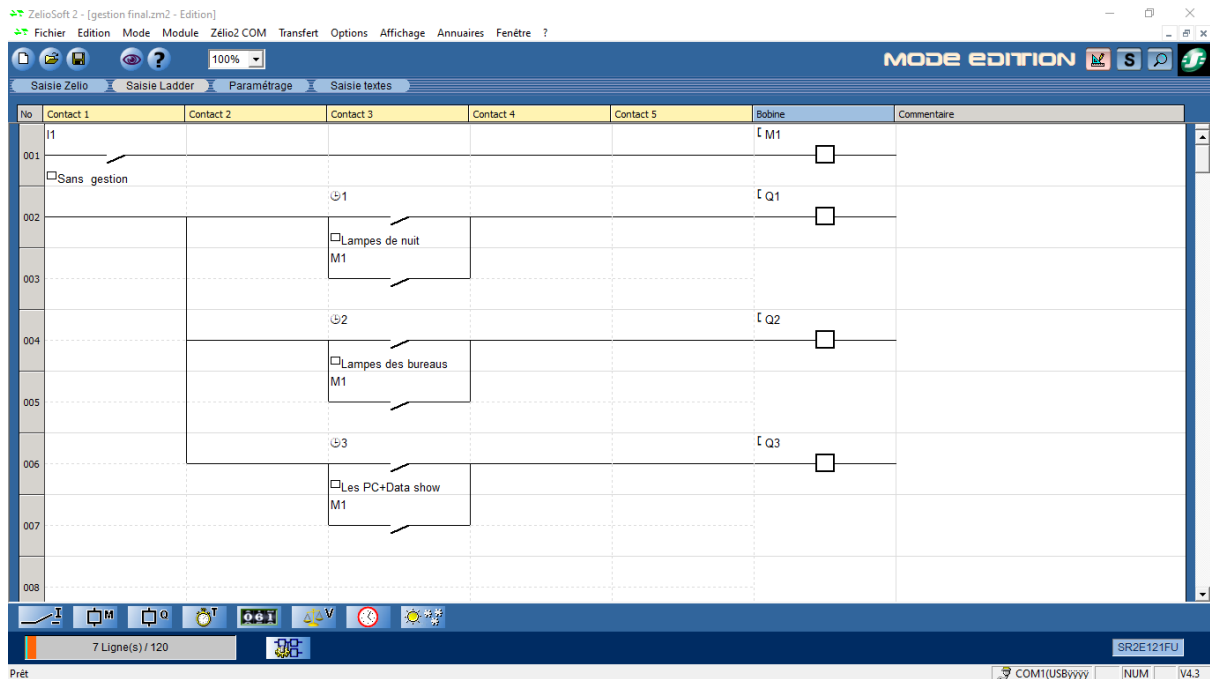 ZelioSoft 2 - [gestion final.zm2 - Edition]
Fichier Edition Mode Module Zélio2 COM Transfert Options Affichage Annuaires Fenêtre ?
100% MODE EDITION S
Saisie Zelio Saisie Ladder Paramétrage Saisie textes
No Contact 1 Contact 2 Contact 3 Contact 4 Contact 5 Bobine Commentaire
I1 [ M1
001
Sans gestion
1 [ Q1
002
Lampes de nuit
M1
003
2 [ Q2
004
Lampes des bureaus
M1
005
3 [ Q3
006
Les PC+Data show
M1
007
008
I M Q T 061 V
7 Ligne(s) / 120 SR2E121FU
Prêt COM1(USBÿÿÿÿ NUM V4.3